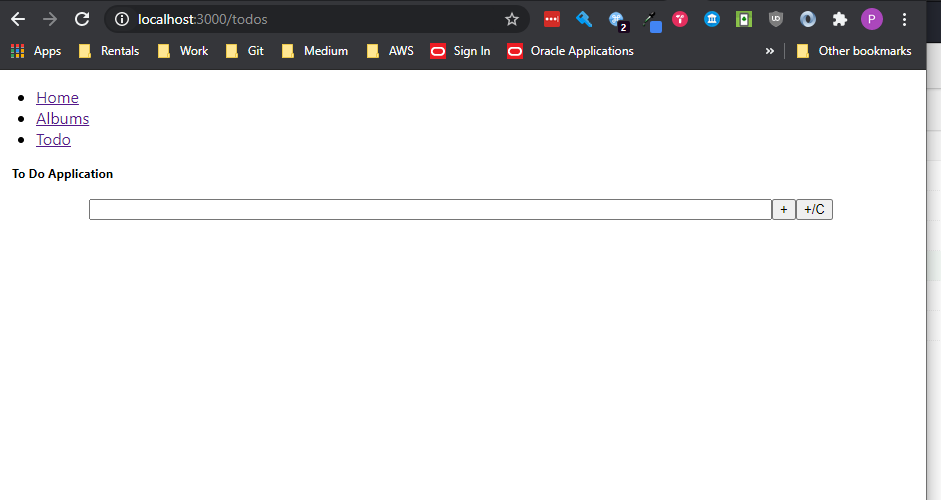 localhost:3000/todos
2
P
Apps Rentals Work Git Medium AWS Sign In Oracle Applications » Other bookmarks
Home
Albums
Todo
To Do Application
+ +/C